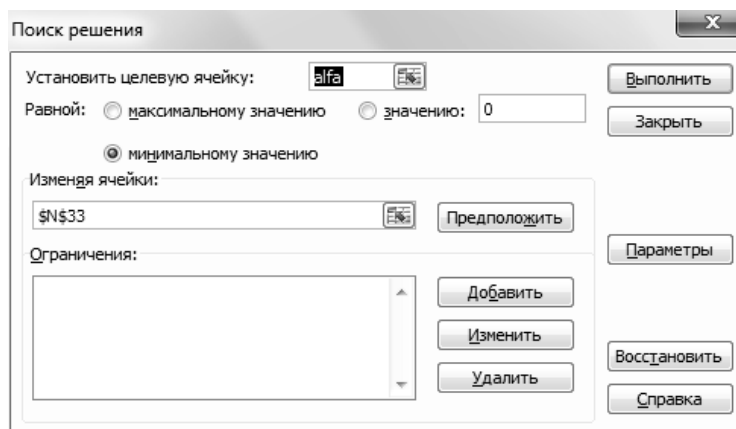 Поиск решения
x
Установить целевую ячейку: alfa
Выполнить
Равной: максимальному значению значению: 0
Закрыть
минимальному значению
Изменяя ячейки:
$N$33 Предположить
Ограничения:
Параметры
Добавить
Изменить
Восстановить
Удалить
Справка